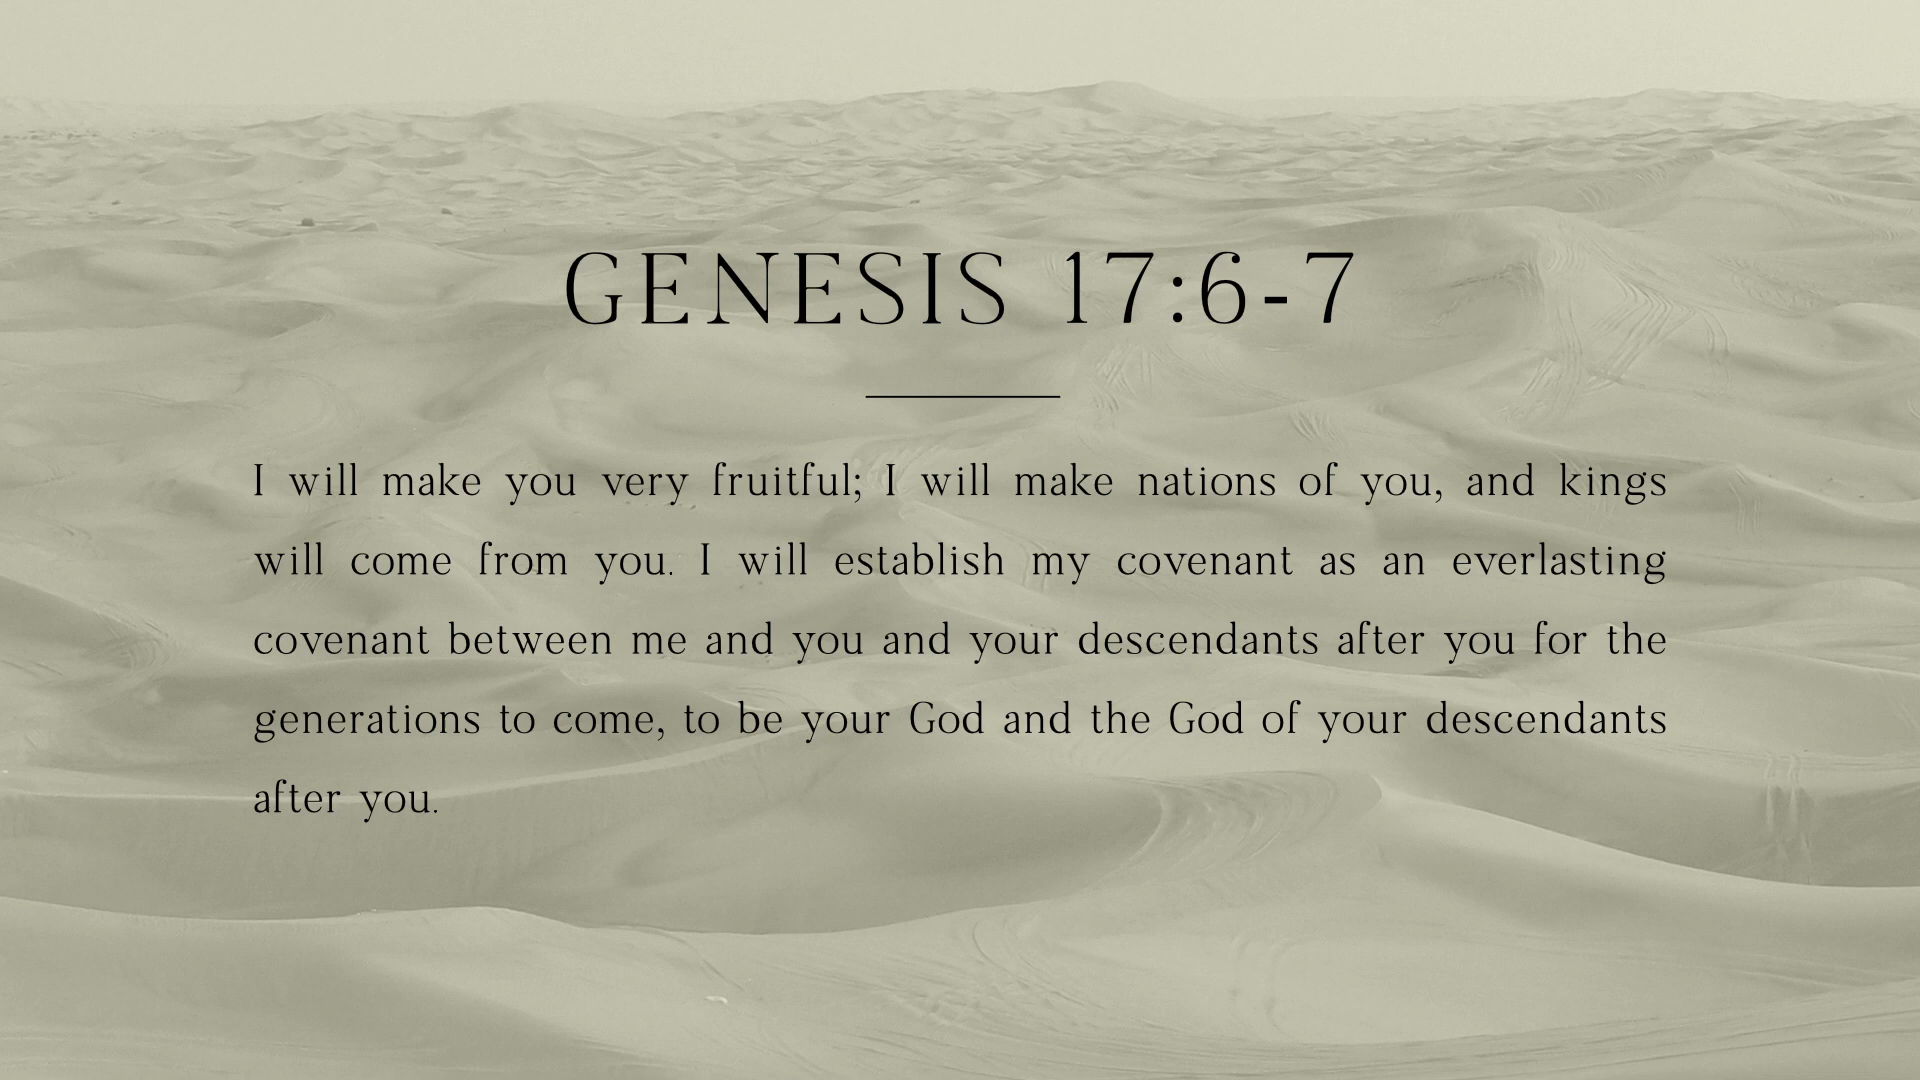 GENESIS 17:6-7
I will make you very fruitful; I will make nations of you, and kings
will come from you. I will establish my covenant as an everlasting
covenant between me and you and your descendants after you for the
generations to come, to be your God and the God of your descendants
after you.